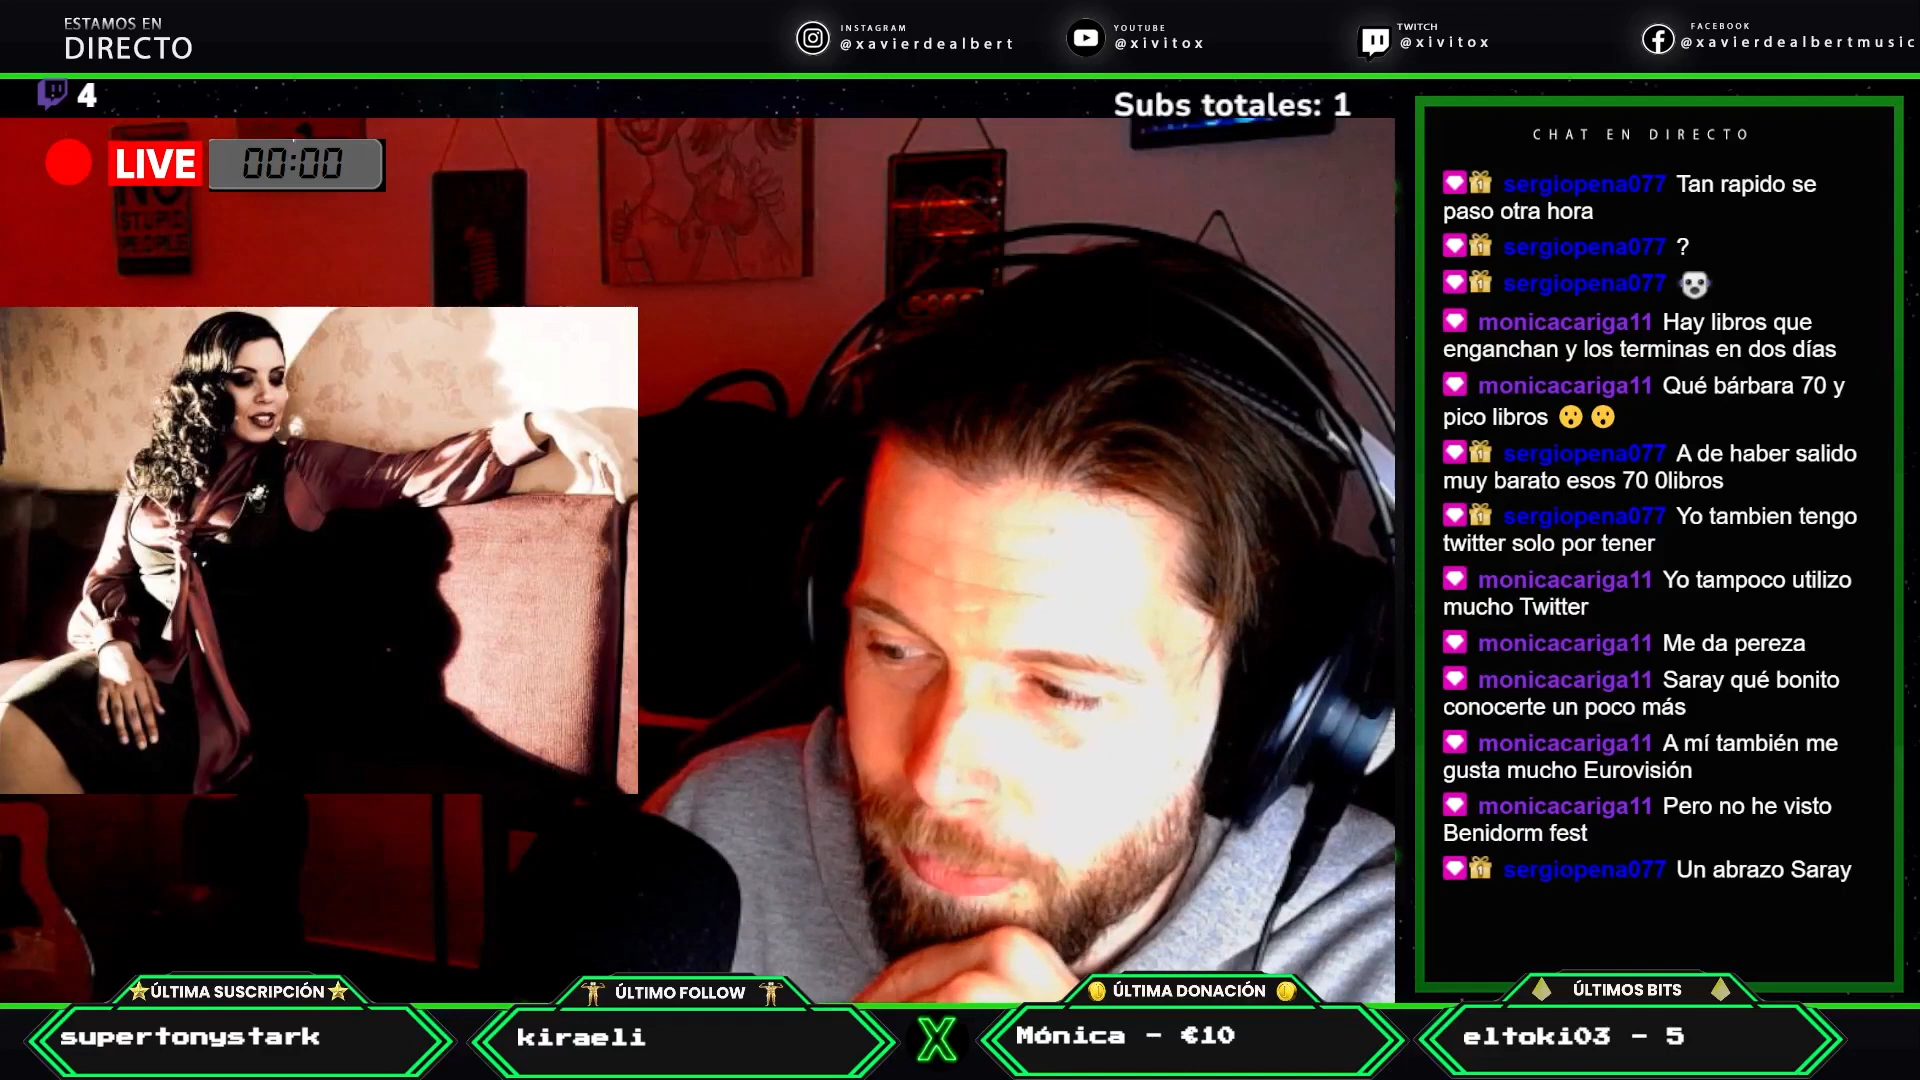 ESTAMOS EN
DIRECTO
INSTAGRAM
@xavierdealbert
YOUTUBE
@xivitox
TWITCH
@xivitox
FACEBOOK
@xavierdealbertmusic
4
Subs totales: 1
LIVE
00:00
NO
STUPID
PEOPLE
CHAT EN DIRECTO
sergiopena077 Tan rapido se
paso otra hora
sergiopena077 ?
sergiopena077
monicacariga11 Hay libros que
enganchan y los terminas en dos días
monicacariga11 Qué bárbara 70 y
pico libros 😮 😮
sergiopena077 A de haber salido
muy barato esos 70 0libros
sergiopena077 Yo tambien tengo
twitter solo por tener
monicacariga11 Yo tampoco utilizo
mucho Twitter
monicacariga11 Me da pereza
monicacariga11 Saray qué bonito
conocerte un poco más
monicacariga11 A mí también me
gusta mucho Eurovisión
monicacariga11 Pero no he visto
Benidorm fest
sergiopena077 Un abrazo Saray
ÚLTIMA SUSCRIPCIÓN
supertonystark
ÚLTIMO FOLLOW
kiraeli
X
ÚLTIMA DONACIÓN
Mónica - €10
ÚLTIMOS BITS
eltoki03 - 5